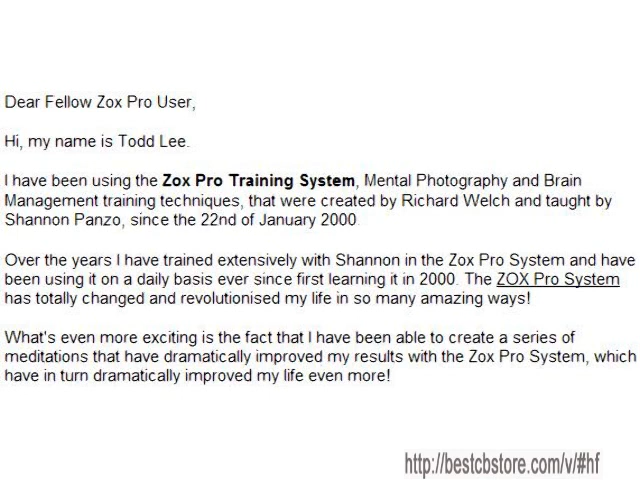 Dear Fellow Zox Pro User,
Hi, my name is Todd Lee.
I have been using the Zox Pro Training System, Mental Photography and Brain
Management training techniques, that were created by Richard Welch and taught by
Shannon Panzo, since the 22nd of January 2000.
Over the years I have trained extensively with Shannon in the Zox Pro System and have
been using it on a daily basis ever since first learning it in 2000. The ZOX Pro System
has totally changed and revolutionised my life in so many amazing ways!
What's even more exciting is the fact that I have been able to create a series of
meditations that have dramatically improved my results with the Zox Pro System, which
have in turn dramatically improved my life even more!
http://bestcbstore.com/v/#hf